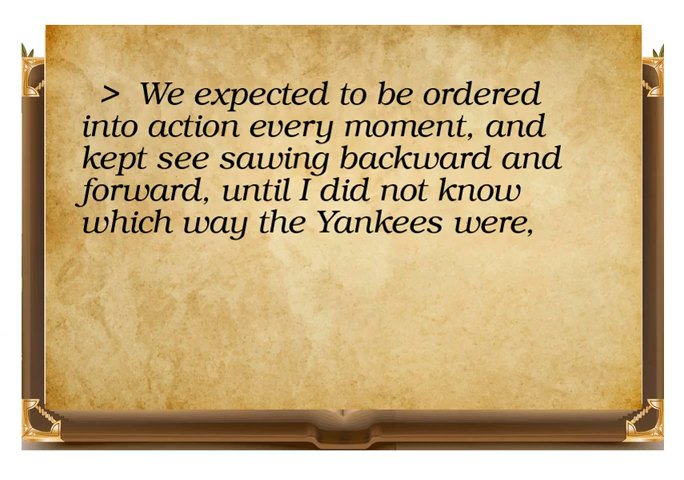 > We expected to be ordered
into action every moment, and
kept see sawing backward and
forward, until I did not know
which way the Yankees were,